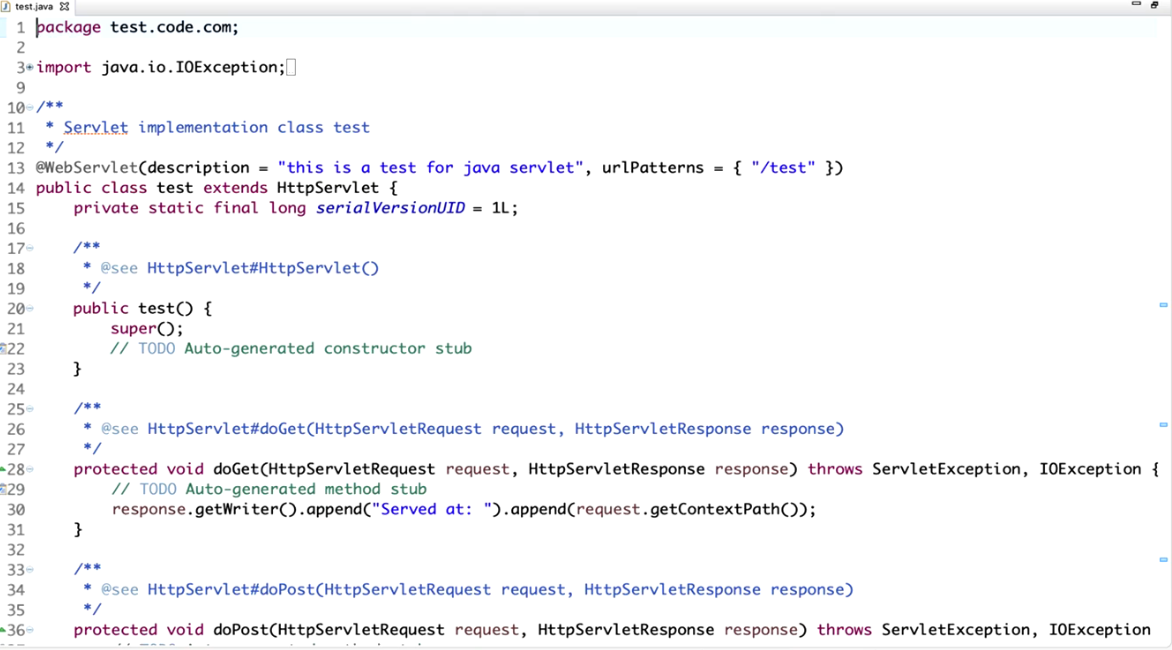 test.java
1 package test.code.com;
2
3 import java.io.IOException;
9
10 /**
11  * Servlet implementation class test
12  */
13 @WebServlet(description = "this is a test for java servlet", urlPatterns = { "/test" })
14 public class test extends HttpServlet {
15     private static final long serialVersionUID = 1L;
16
17     /**
18      * @see HttpServlet#HttpServlet()
19      */
20     public test() {
21         super();
22         // TODO Auto-generated constructor stub
23     }
24
25     /**
26      * @see HttpServlet#doGet(HttpServletRequest request, HttpServletResponse response)
27      */
28     protected void doGet(HttpServletRequest request, HttpServletResponse response) throws ServletException, IOException {
29         // TODO Auto-generated method stub
30         response.getWriter().append("Served at: ").append(request.getContextPath());
31     }
32
33     /**
34      * @see HttpServlet#doPost(HttpServletRequest request, HttpServletResponse response)
35      */
36     protected void doPost(HttpServletRequest request, HttpServletResponse response) throws ServletException, IOException